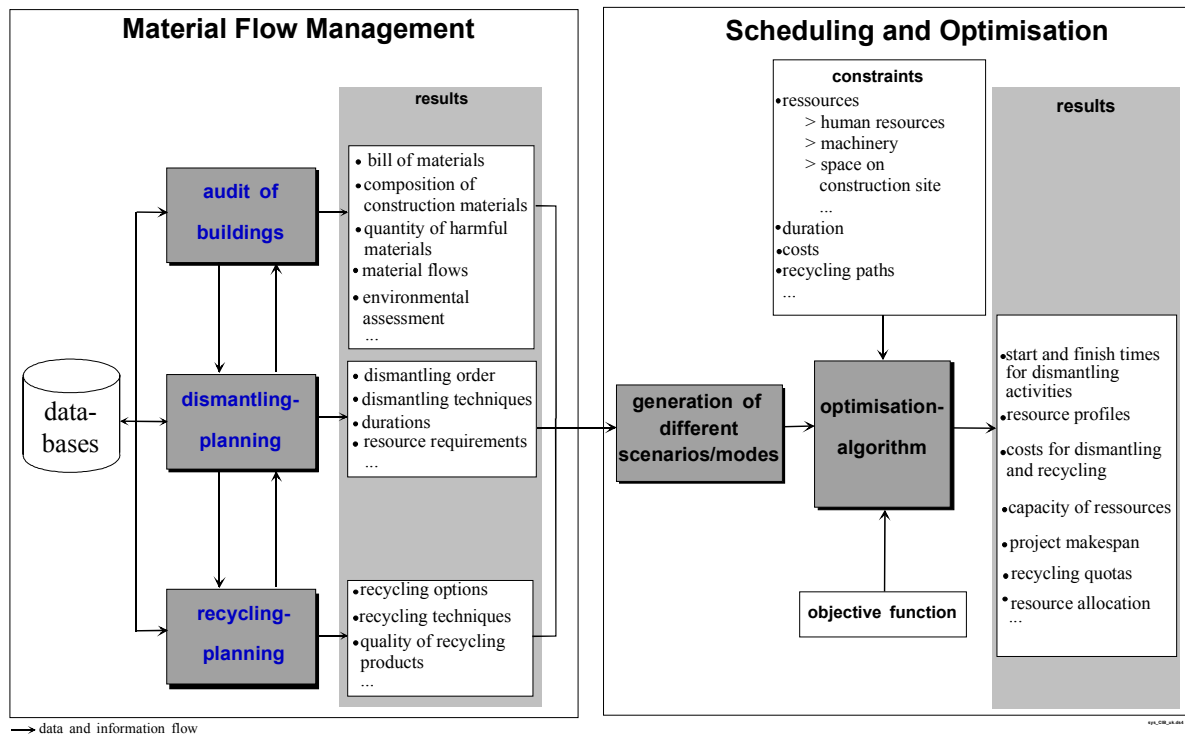 Material Flow Management
results
audit of
buildings
• bill of materials
• composition of
construction materials
• quantity of harmful
materials
• material flows
• environmental
assessment
...
data-
bases
dismantling-
planning
• dismantling order
• dismantling techniques
• durations
• resource requirements
...
recycling-
planning
• recycling options
• recycling techniques
• quality of recycling
products
...
Scheduling and Optimisation
constraints
• ressources
> human resources
> machinery
> space on
construction site
...
• duration
• costs
• recycling paths
...
generation of
different
scenarios/modes
optimisation-
algorithm
objective function
results
• start and finish times
for dismantling
activities
• resource profiles
• costs for dismantling
and recycling
• capacity of ressources
• project makespan
• recycling quotas
• resource allocation
...
data and information flow